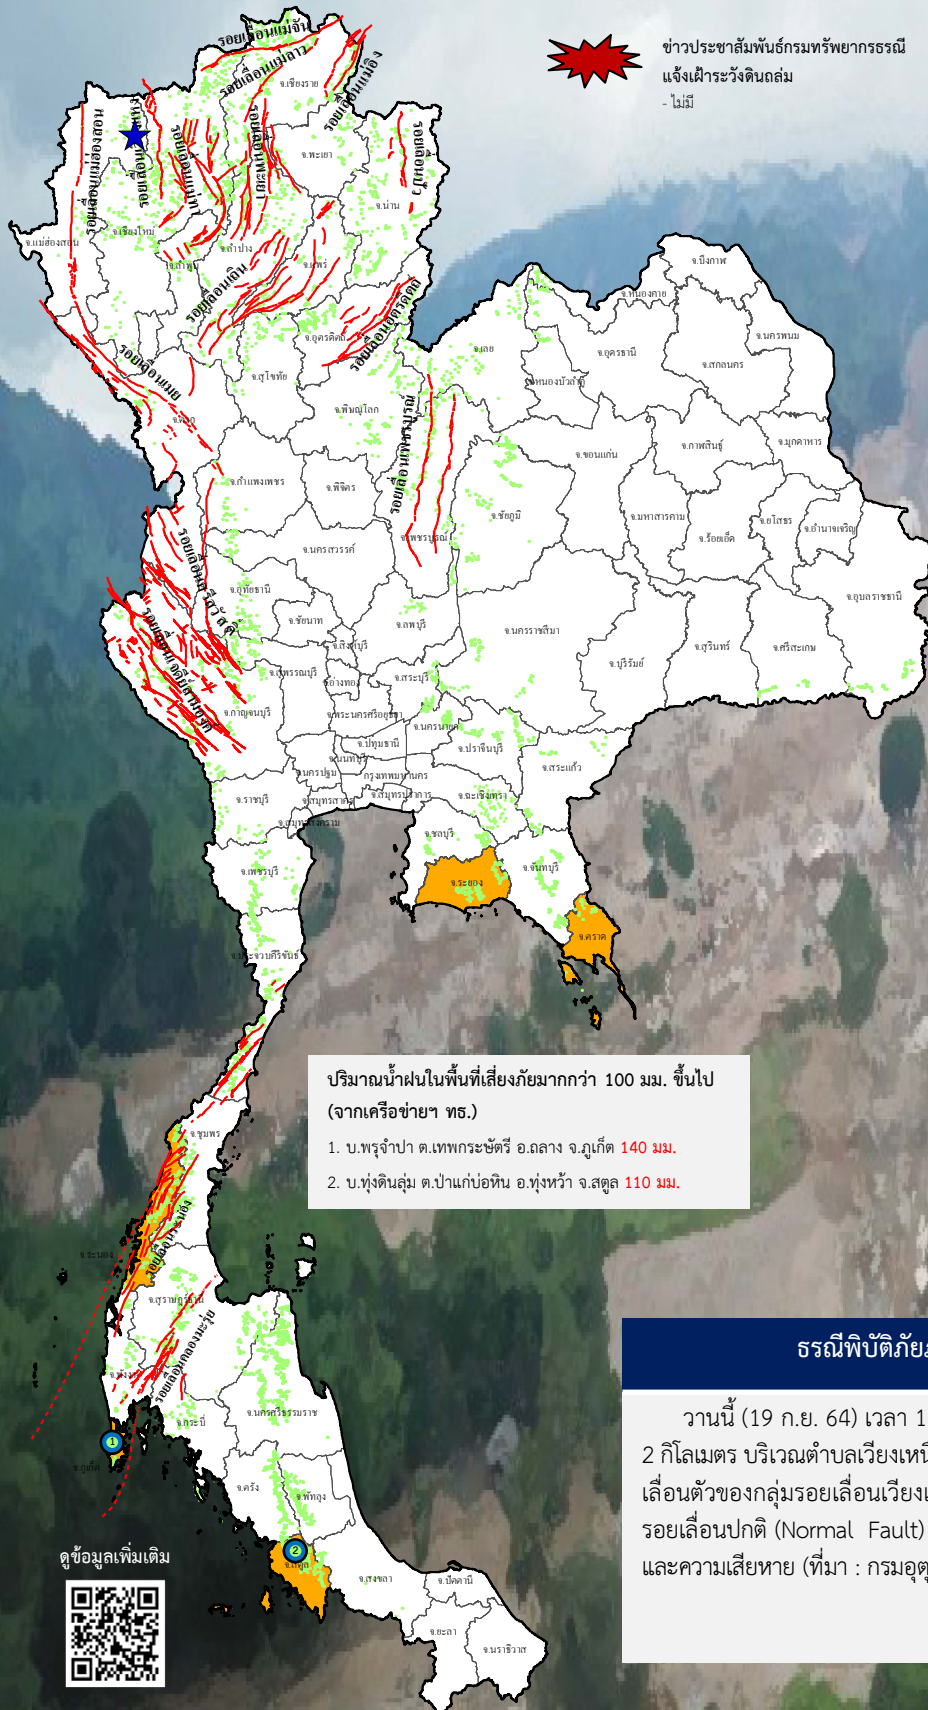 ข่าวประชาสัมพันธ์กรมทรัพยากรธรณี
แจ้งเฝ้าระวังดินถล่ม
- ไม่มี
รอยเลื่อนแม่จัน
รอยเลื่อนแม่ลาว
จ.เชียงราย
รอยเลื่อนแม่อิง
รอยเลื่อนแม่ฮ่องสอน
รอยเลื่อนแม่ทา
รอยเลื่อนพะเยา
จ.พะเยา
รอยเลื่อนปัว
จ.น่าน
จ.แม่ฮ่องสอน
จ.เชียงใหม่
จ.ลำปาง
จ.ลำพูน
จ.แพร่
รอยเลื่อนเถิน
จ.บึงกาฬ
จ.หนองคาย
รอยเลื่อนอุตรดิตถ์
จ.อุตรดิตถ์
จ.นครพนม
จ.เลย
จ.อุดรธานี
จ.สกลนคร
รอยเลื่อนเมย
จ.สุโขทัย
จ.หนองบัวลำภู
จ.ตาก
จ.พิษณุโลก
รอยเลื่อนเพชรบูรณ์
จ.ขอนแก่น
จ.กาฬสินธุ์
จ.มุกดาหาร
จ.กำแพงเพชร
จ.พิจิตร
จ.ชัยภูมิ
จ.มหาสารคาม
จ.ยโสธร
จ.อำนาจเจริญ
จ.เพชรบูรณ์
จ.ร้อยเอ็ด
จ.นครสวรรค์
รอยเลื่อนศรีสวัสดิ์
จ.อุทัยธานี
จ.อุบลราชธานี
จ.ชัยนาท
จ.ลพบุรี
จ.นครราชสีมา
รอยเลื่อนเจดีย์สามองค์
จ.สิงห์บุรี
จ.สุรินทร์
จ.ศรีสะเกษ
จ.บุรีรัมย์
จ.สุพรรณบุรี
จ.อ่างทอง
จ.สระบุรี
จ.กาญจนบุรี
จ.พระนครศรีอยุธยา
จ.นครนายก
จ.ปทุมธานี
จ.ปราจีนบุรี
จ.นนทบุรี
จ.สระแก้ว
จ.นครปฐม
กรุงเทพมหานคร
จ.ราชบุรี
จ.สมุทรสาคร
จ.สมุทรปราการ
จ.ฉะเชิงเทรา
จ.สมุทรสงคราม
จ.ชลบุรี
จ.เพชรบุรี
จ.ระยอง
จ.จันทบุรี
จ.ตราด
จ.ประจวบคีรีขันธ์
ปริมาณน้ำฝนในพื้นที่เสี่ยงภัยมากกว่า 100 มม. ขึ้นไป
(จากเครือข่ายฯ ทธ.)
1. บ.พรุจำปา ต.เทพกระษัตรี อ.ถลาง จ.ภูเก็ต 140 มม.
2. บ.ทุ่งดินลุ่ม ต.ป่าแก่บ่อหิน อ.ทุ่งหว้า จ.สตูล 110 มม.
จ.ชุมพร
รอยเลื่อนระนอง
จ.ระนอง
จ.สุราษฎร์ธานี
รอยเลื่อนคลองมะรุ่ย
จ.พังงา
จ.กระบี่
จ.นครศรีธรรมราช
1
จ.ภูเก็ต
จ.ตรัง
จ.พัทลุง
2
จ.สตูล
จ.สงขลา
จ.ปัตตานี
จ.ยะลา
จ.นราธิวาส
ดูข้อมูลเพิ่มเติม
ธรณีพิบัติภัย
วานนี้ (19 ก.ย. 64) เวลา 1
2 กิโลเมตร บริเวณตำบลเวียงเหนื
เลื่อนตัวของกลุ่มรอยเลื่อนเวียง
รอยเลื่อนปกติ (Normal Fault)
และความเสียหาย (ที่มา : กรมอุตุ